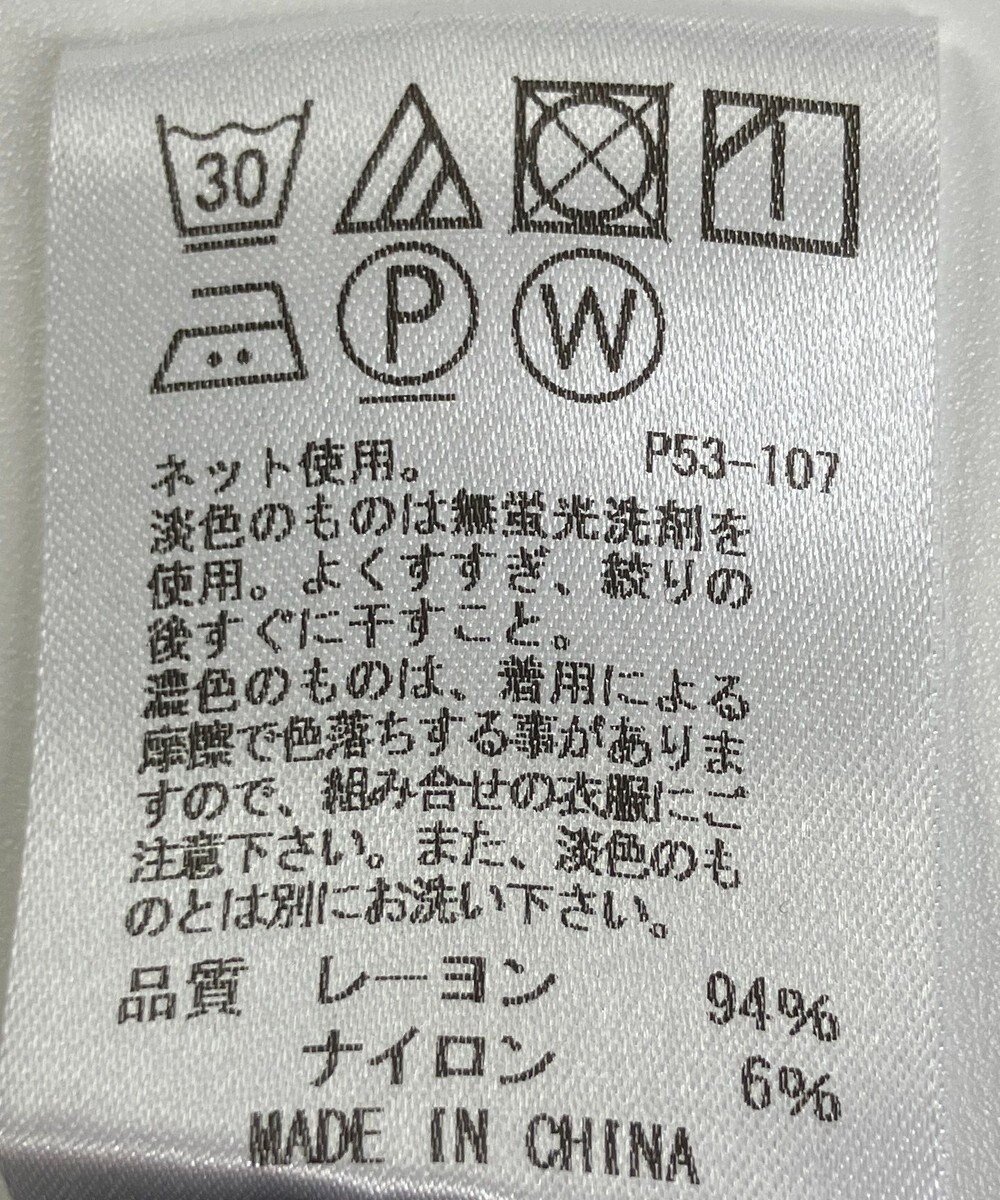 30
P W
ネット使用。 P53-107
淡色のものは無蛍光洗剤を
使用。よくすすぎ、絞りの
後すぐに干すこと。
濃色のものは、着用による
摩擦で色落ちする事がありま
すので、組み合せの衣服にご
注意下さい。また、淡色のも
のとは別にお洗い下さい。
品質 レーヨン 94%
ナイロン 6%
MADE IN CHINA